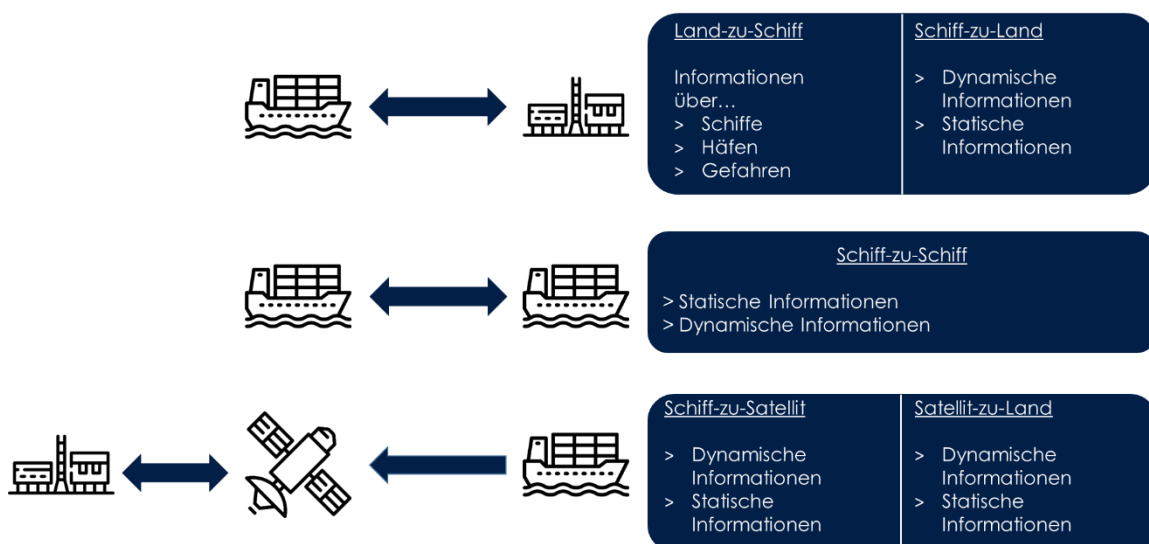 Land-zu-Schiff
Informationen
über…
> Schiffe
> Häfen
> Gefahren
Schiff-zu-Land
> Dynamische
Informationen
> Statische
Informationen
Schiff-zu-Schiff
> Statische Informationen
> Dynamische Informationen
Schiff-zu-Satellit
> Dynamische
Informationen
> Statische
Informationen
Satellit-zu-Land
> Dynamische
Informationen
> Statische
Informationen